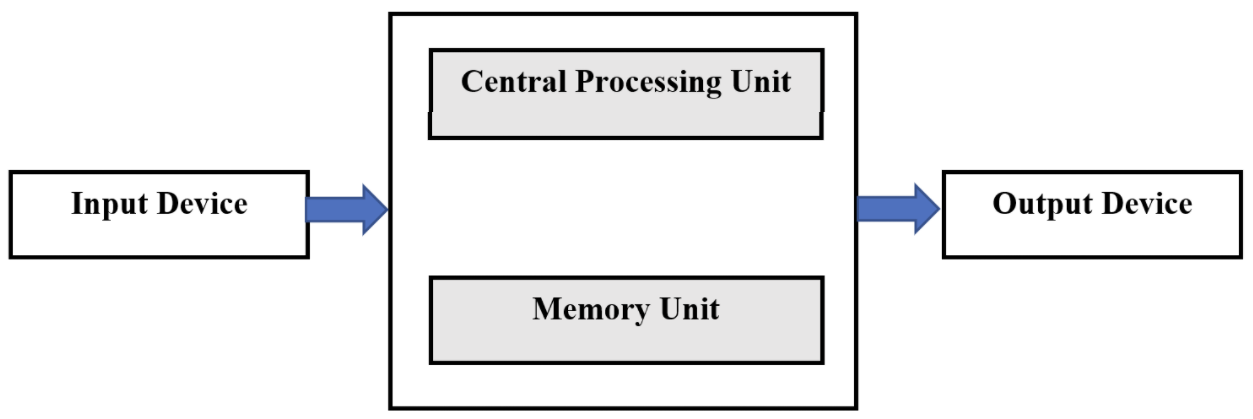 Central Processing Unit
Input Device
Output Device
Memory Unit